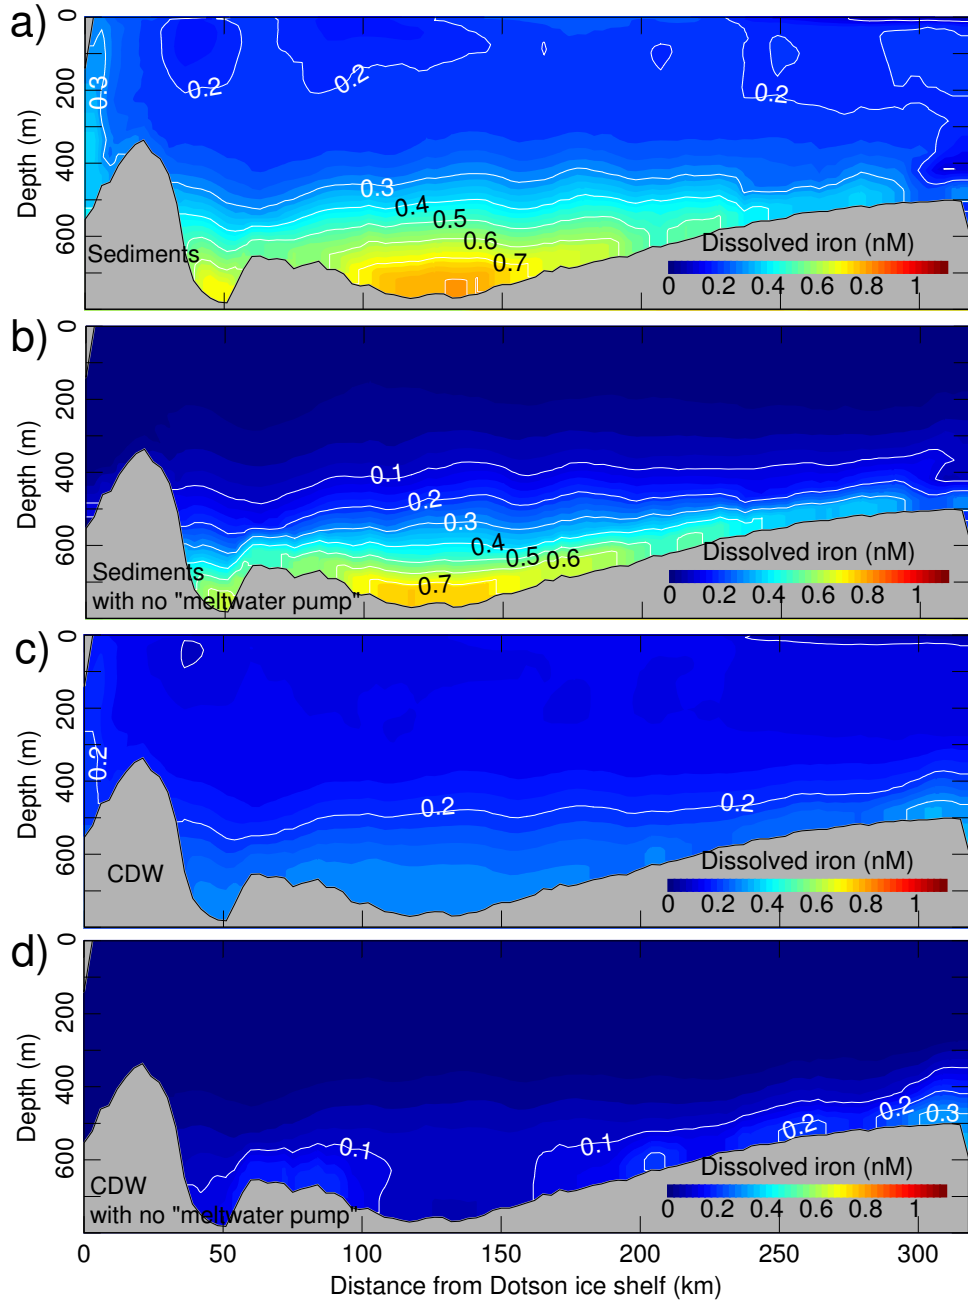 a)
0
200
400
600
Depth (m)
0.3
0.2
0.2
0.2
0.3
0.4
0.5
0.6
0.7
Sediments
Dissolved iron (nM)
0 0.2 0.4 0.6 0.8 1
b)
0
200
400
600
Depth (m)
0.1
0.2
0.3
0.4
0.5
0.6
0.7
Sediments
with no "meltwater pump"
Dissolved iron (nM)
0 0.2 0.4 0.6 0.8 1
c)
0
200
400
600
Depth (m)
0.2
0.2
0.2
CDW
Dissolved iron (nM)
0 0.2 0.4 0.6 0.8 1
d)
0
200
400
600
Depth (m)
0.1
0.1
0.2
0.2
0.3
CDW
with no "meltwater pump"
Dissolved iron (nM)
0 0.2 0.4 0.6 0.8 1
0 50 100 150 200 250 300
Distance from Dotson ice shelf (km)